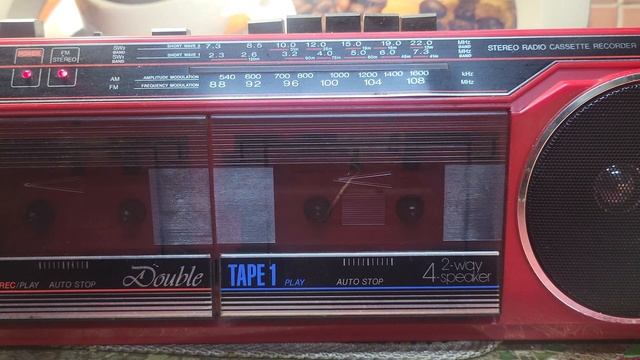 POWER
FM STEREO
SW2 BAND SHORT WAVE 2 7.3 8.5 10.0 12.0 15.0 19.0 22.0 MHz BAND
SW1 BAND SHORT WAVE 1 2.3 2.6 3.2 4.0 5.0 6.0 7.3 MHz BAND
STEREO RADIO CASSETTE RECORDER
AM AMPLITUDE MODULATION 540 600 700 800 1000 1200 1400 1600 kHz
FM FREQUENCY MODULATION 88 92 96 100 104 108 MHz
REC/PLAY AUTO STOP Double
TAPE 1 PLAY AUTO STOP
4 2-way
speaker